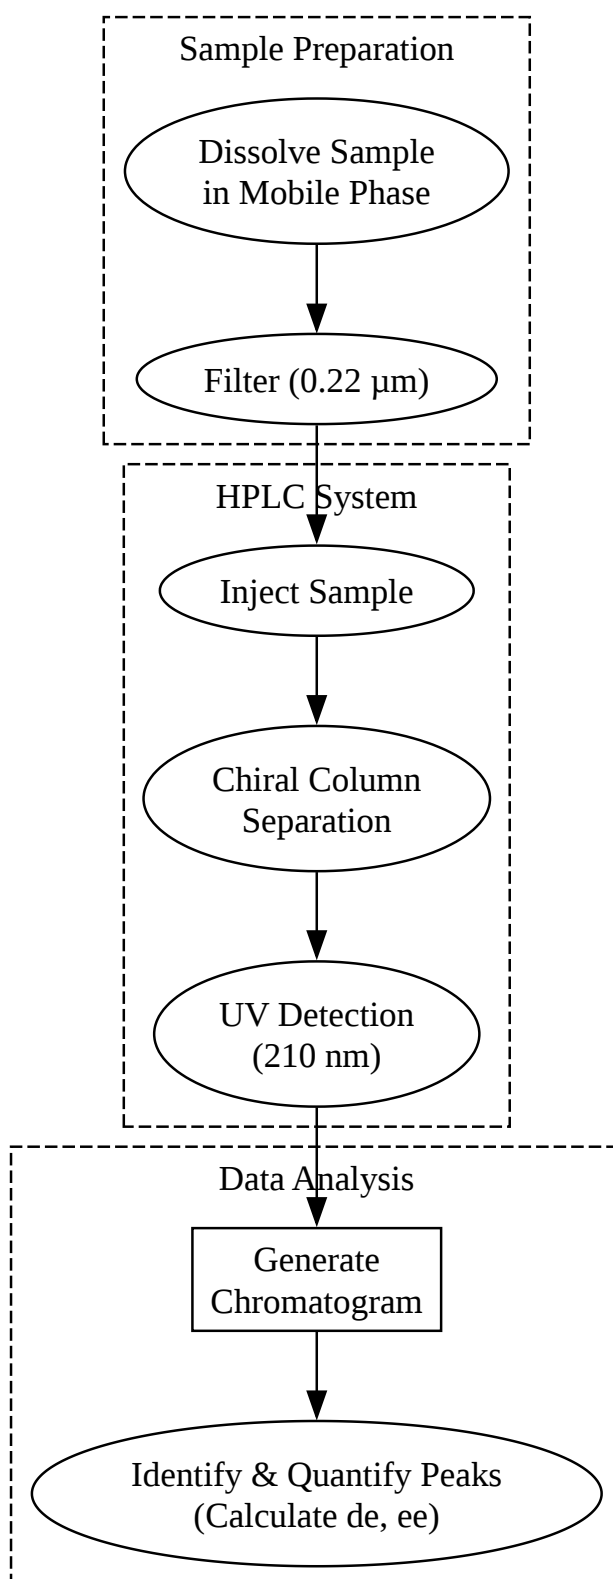 Sample Preparation
Dissolve Sample
in Mobile Phase
Filter (0.22 µm)
HPLC System
Inject Sample
Chiral Column
Separation
UV Detection
(210 nm)
Data Analysis
Generate
Chromatogram
Identify & Quantify Peaks
(Calculate de, ee)